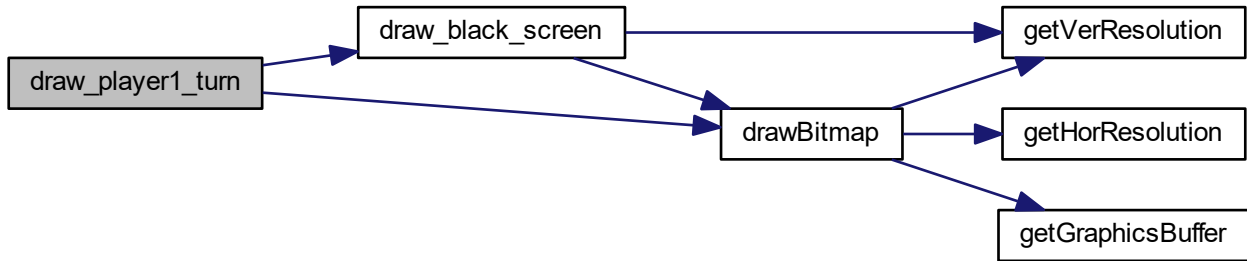 draw_player1_turn
draw_black_screen
drawBitmap
getVerResolution
getHorResolution
getGraphicsBuffer